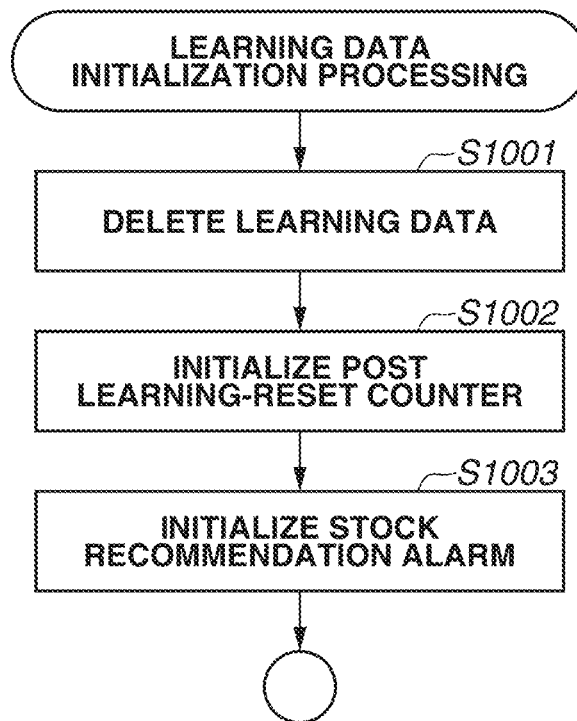 LEARNING DATA
INITIALIZATION PROCESSING
S1001
DELETE LEARNING DATA
S1002
INITIALIZE POST
LEARNING-RESET COUNTER
S1003
INITIALIZE STOCK
RECOMMENDATION ALARM